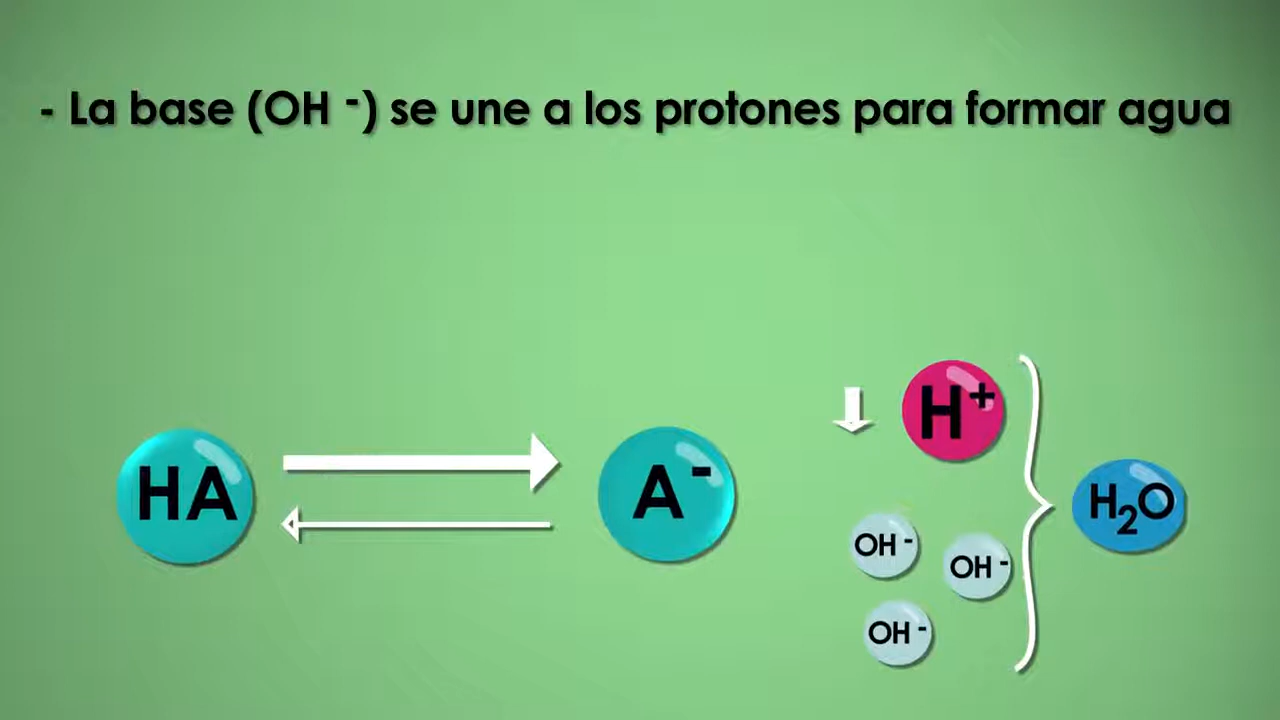 - La base (OH ⁻) se une a los protones para formar agua
H⁺
HA
A⁻
H₂O
OH ⁻
OH ⁻
OH ⁻